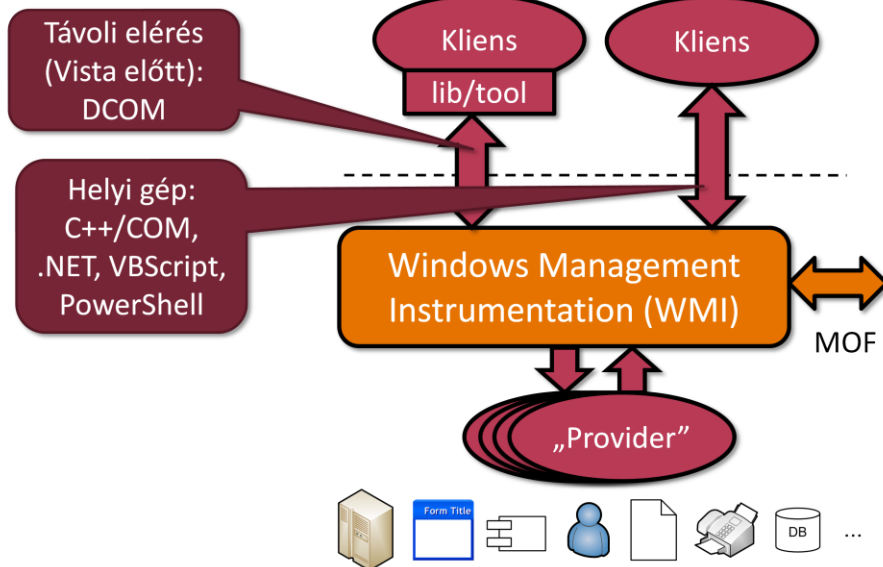 Távoli elérés
(Vista előtt):
DCOM
Kliens
lib/tool
Kliens
Helyi gép:
C++/COM,
.NET, VBScript,
PowerShell
Windows Management
Instrumentation (WMI)
MOF
„Provider”
Form Title
DB
...